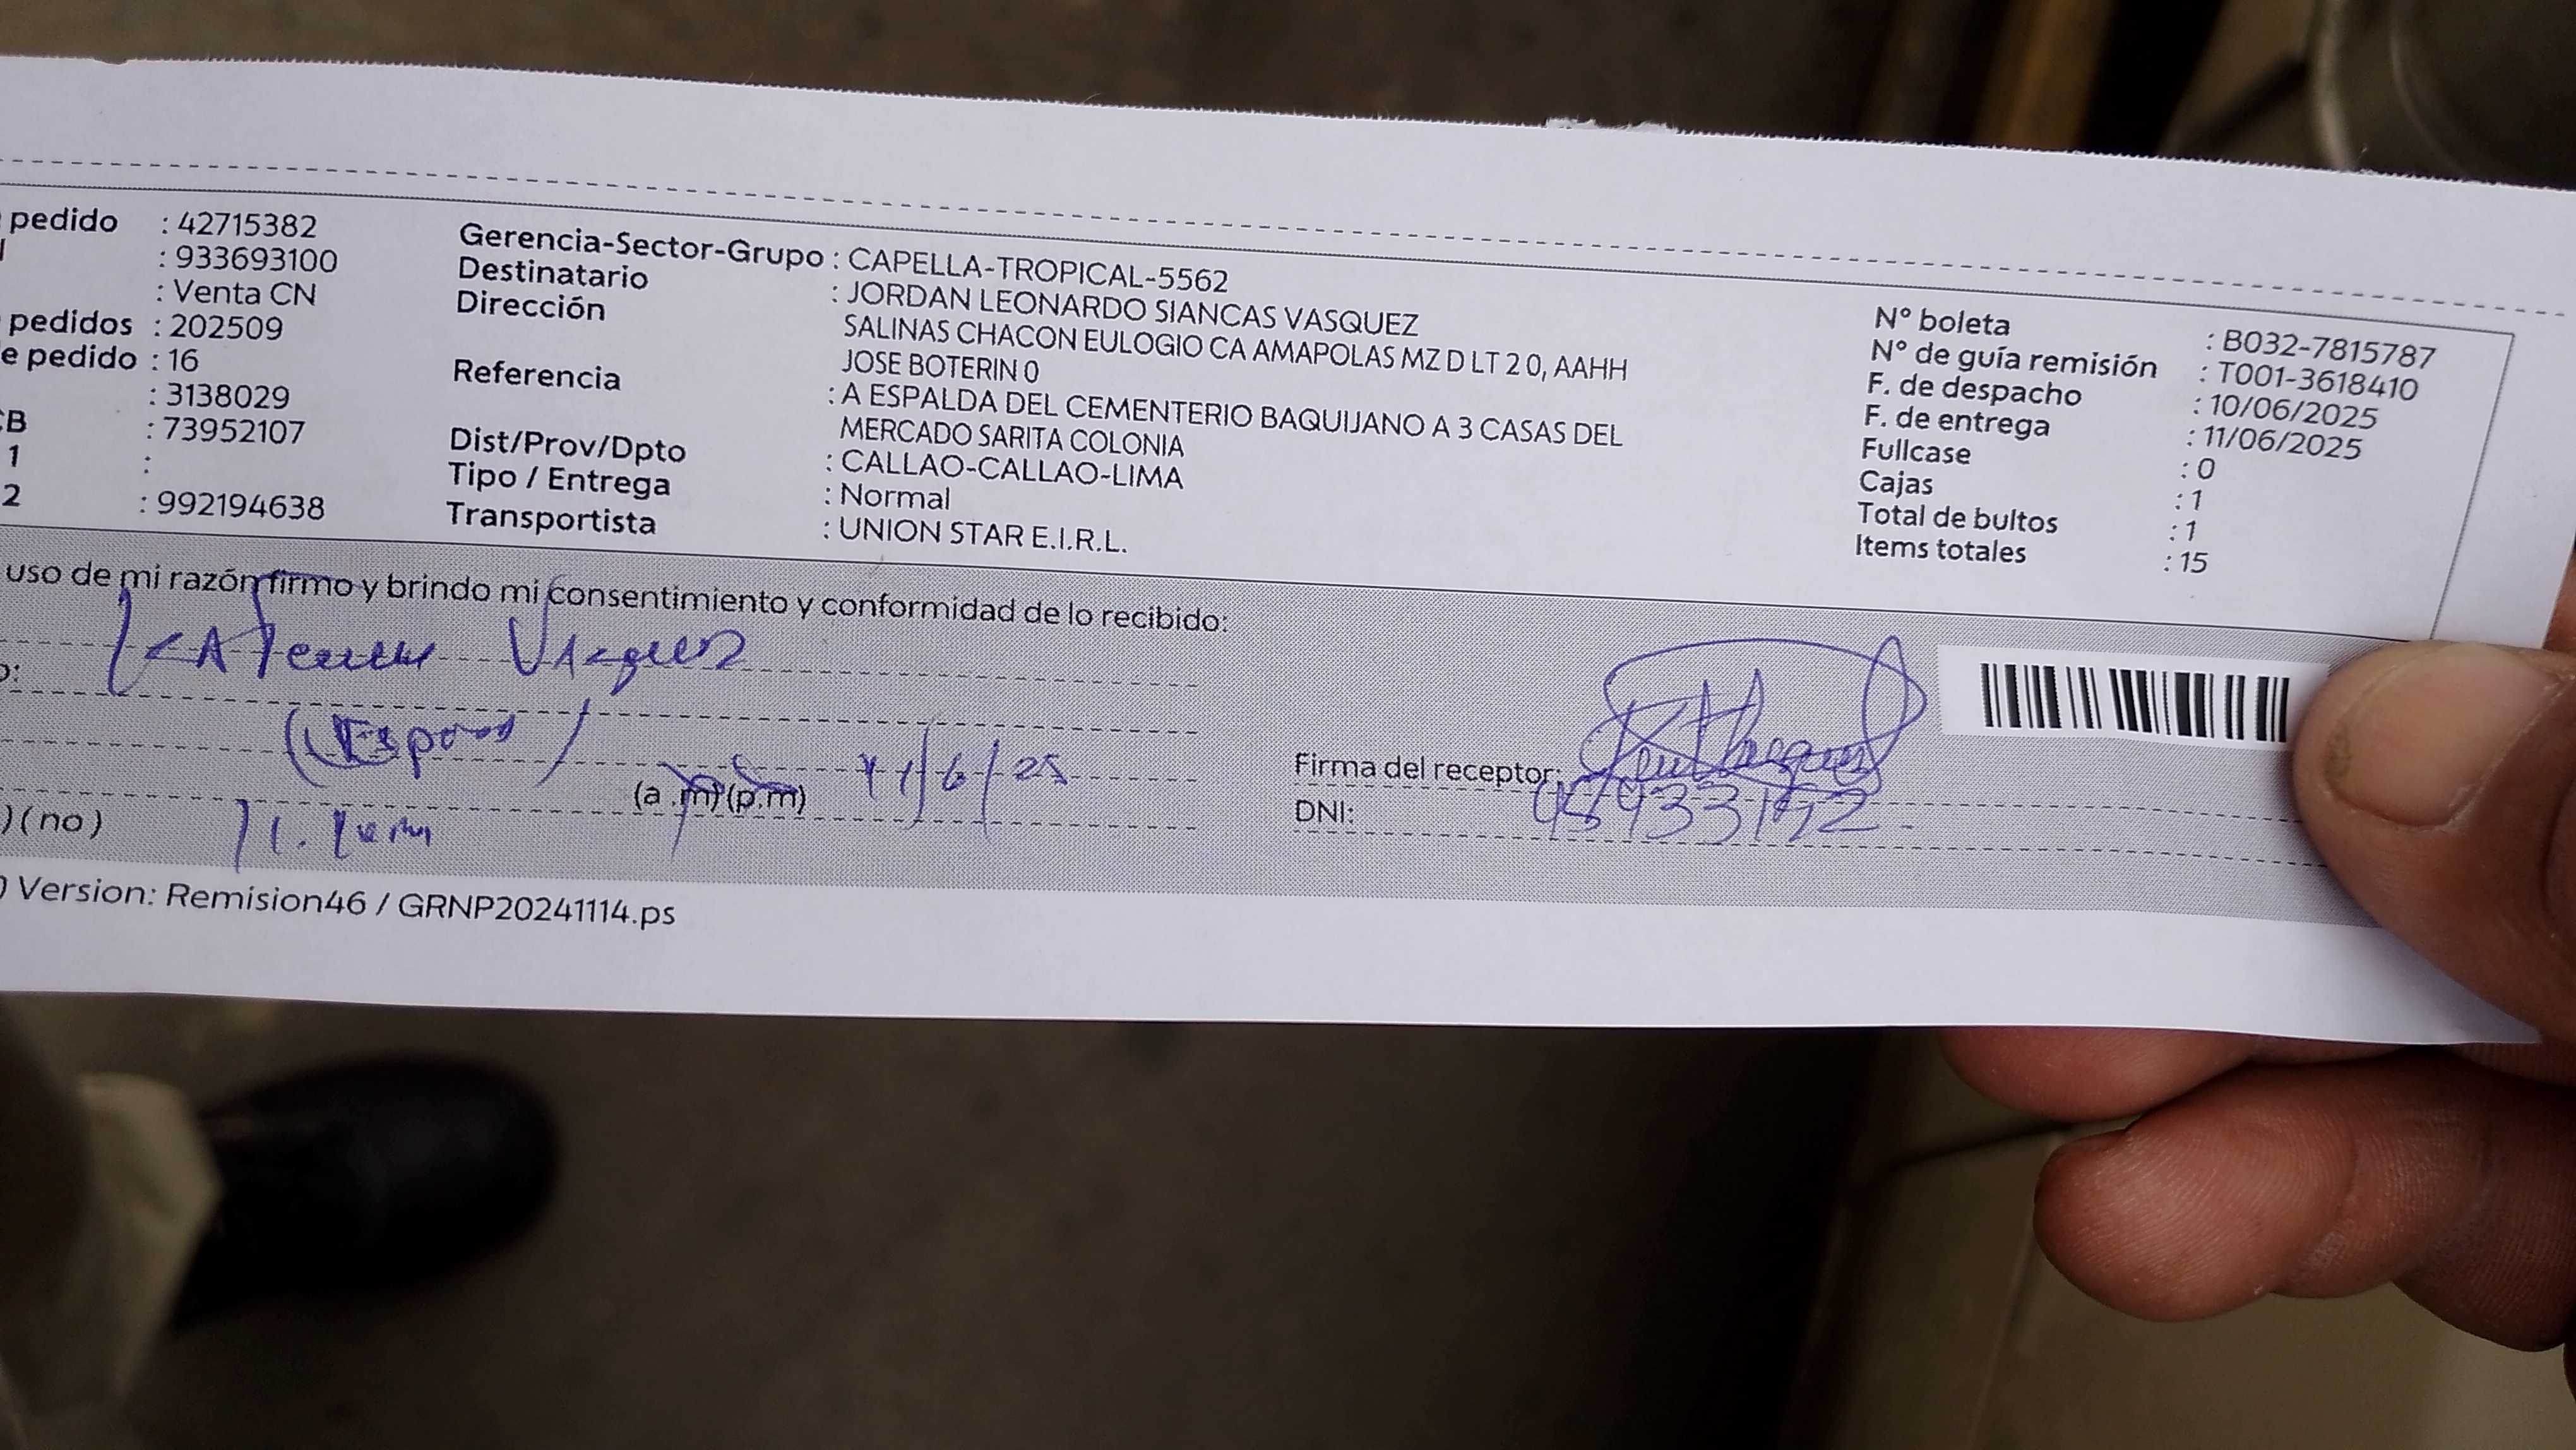 pedido : 42715382
: 933693100
: Venta CN
pedidos : 202509
e pedido : 16
: 3138029
CB : 73952107
1 :
2 : 992194638
Gerencia-Sector-Grupo : CAPELLA-TROPICAL-5562
Destinatario : JORDAN LEONARDO SIANCAS VASQUEZ
Dirección SALINAS CHACON EULOGIO CA AMAPOLAS MZ D LT 2 0, AAHH
JOSE BOTERIN 0
Referencia : A ESPALDA DEL CEMENTERIO BAQUIJANO A 3 CASAS DEL
MERCADO SARITA COLONIA
Dist/Prov/Dpto : CALLAO-CALLAO-LIMA
Tipo / Entrega : Normal
Transportista : UNION STAR E.I.R.L.
N° boleta : B032-7815787
N° de guía remisión : T001-3618410
F. de despacho : 10/06/2025
F. de entrega : 11/06/2025
Fullcase : 0
Cajas : 1
Total de bultos : 1
Items totales : 15
uso de mi razón firmo y brindo mi consentimiento y conformidad de lo recibido:
Vasquez
o:
(a .m) (p.m) 11/6/25
) (no)
Firma del receptor:
DNI:
) Version: Remision46 / GRNP20241114.ps